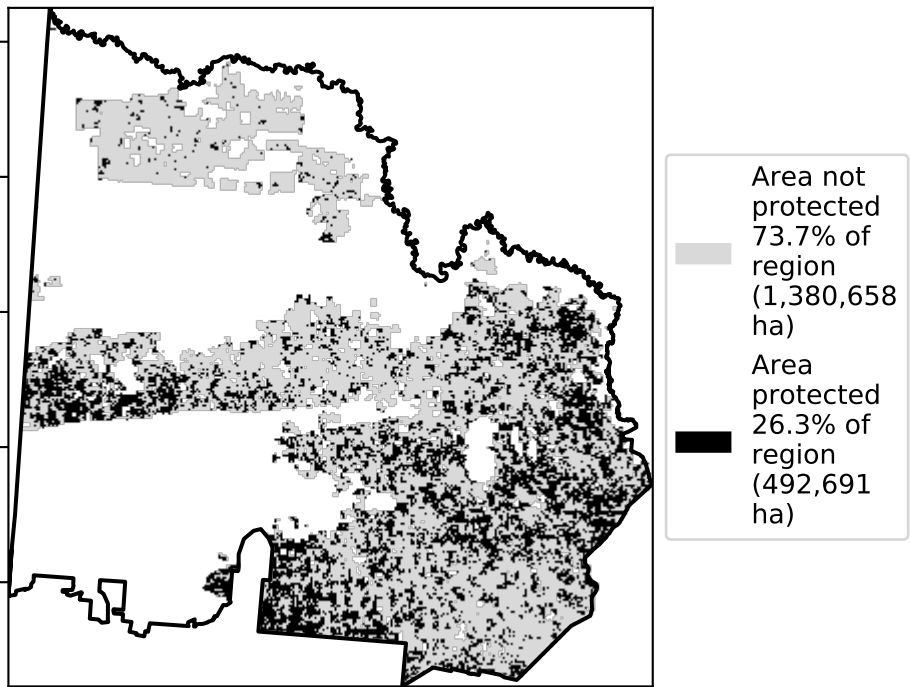 Area not
protected
73.7% of
region
(1,380,658
ha)
Area
protected
26.3% of
region
(492,691
ha)